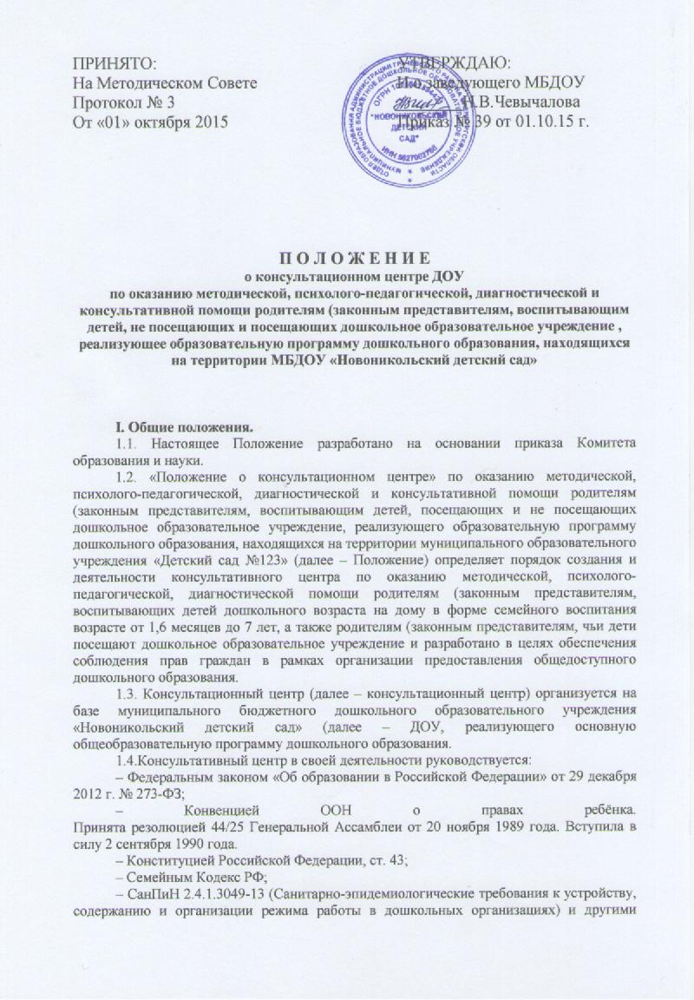 ПРИНЯТО:
На Методическом Совете
Протокол № 3
От «01» октября 2015
УТВЕРЖДАЮ:
И.о.заведующего МБДОУ
Н.В.Чевычалова
Приказ № 39 от 01.10.15 г.
"НОВОНИКОЛЬСКИЙ
ДЕТСКИЙ
САД"
П О Л О Ж Е Н И Е
о консультационном центре ДОУ
по оказанию методической, психолого-педагогической, диагностической и
консультативной помощи родителям (законным представителям, воспитывающим
детей, не посещающих и посещающих дошкольное образовательное учреждение ,
реализующее образовательную программу дошкольного образования, находящихся
на территории МБДОУ «Новоникольский детский сад»
I. Общие положения.
1.1. Настоящее Положение разработано на основании приказа Комитета
образования и науки.
1.2. «Положение о консультационном центре» по оказанию методической,
психолого-педагогической, диагностической и консультативной помощи родителям
(законным представителям, воспитывающим детей, посещающих и не посещающих
дошкольное образовательное учреждение, реализующего образовательную программу
дошкольного образования, находящихся на территории муниципального образовательного
учреждения «Детский сад №123» (далее – Положение) определяет порядок создания и
деятельности консультативного центра по оказанию методической, психолого-
педагогической, диагностической помощи родителям (законным представителям,
воспитывающих детей дошкольного возраста на дому в форме семейного воспитания
возрасте от 1,6 месяцев до 7 лет, а также родителям (законным представителям, чьи дети
посещают дошкольное образовательное учреждение и разработано в целях обеспечения
соблюдения прав граждан в рамках организации предоставления общедоступного
дошкольного образования.
1.3. Консультационный центр (далее – консультационный центр) организуется на
базе муниципального бюджетного дошкольного образовательного учреждения
«Новоникольский детский сад» (далее – ДОУ, реализующего основную
общеобразовательную программу дошкольного образования.
1.4.Консультативный центр в своей деятельности руководствуется:
– Федеральным законом «Об образовании в Российской Федерации» от 29 декабря
2012 г. № 273-ФЗ;
– Конвенцией ООН о правах ребёнка.
Принята резолюцией 44/25 Генеральной Ассамблеи от 20 ноября 1989 года. Вступила в
силу 2 сентября 1990 года.
– Конституцией Российской Федерации, ст. 43;
– Семейным Кодекс РФ;
– СанПиН 2.4.1.3049-13 (Санитарно-эпидемиологические требования к устройству,
содержанию и организации режима работы в дошкольных организациях) и другими